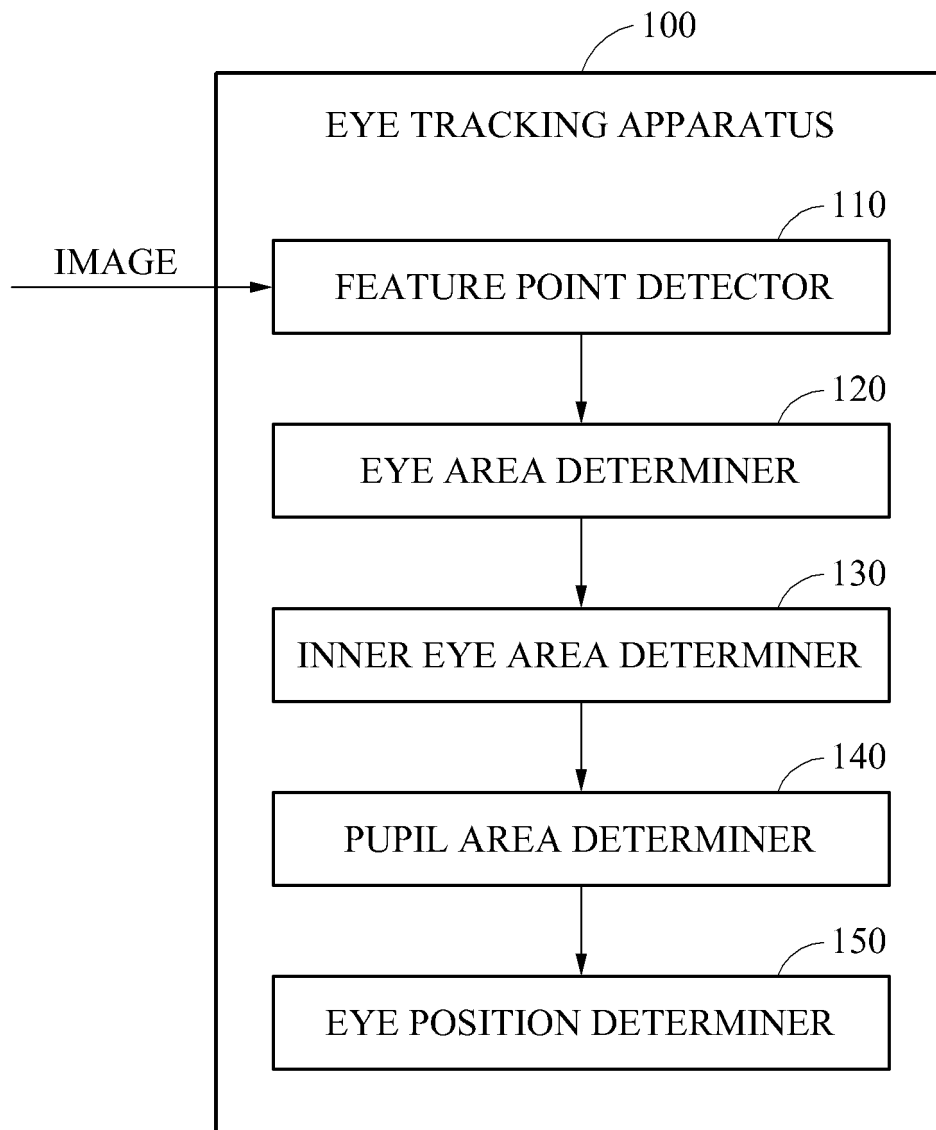 100
EYE TRACKING APPARATUS
110
IMAGE
FEATURE POINT DETECTOR
120
EYE AREA DETERMINER
130
INNER EYE AREA DETERMINER
140
PUPIL AREA DETERMINER
150
EYE POSITION DETERMINER